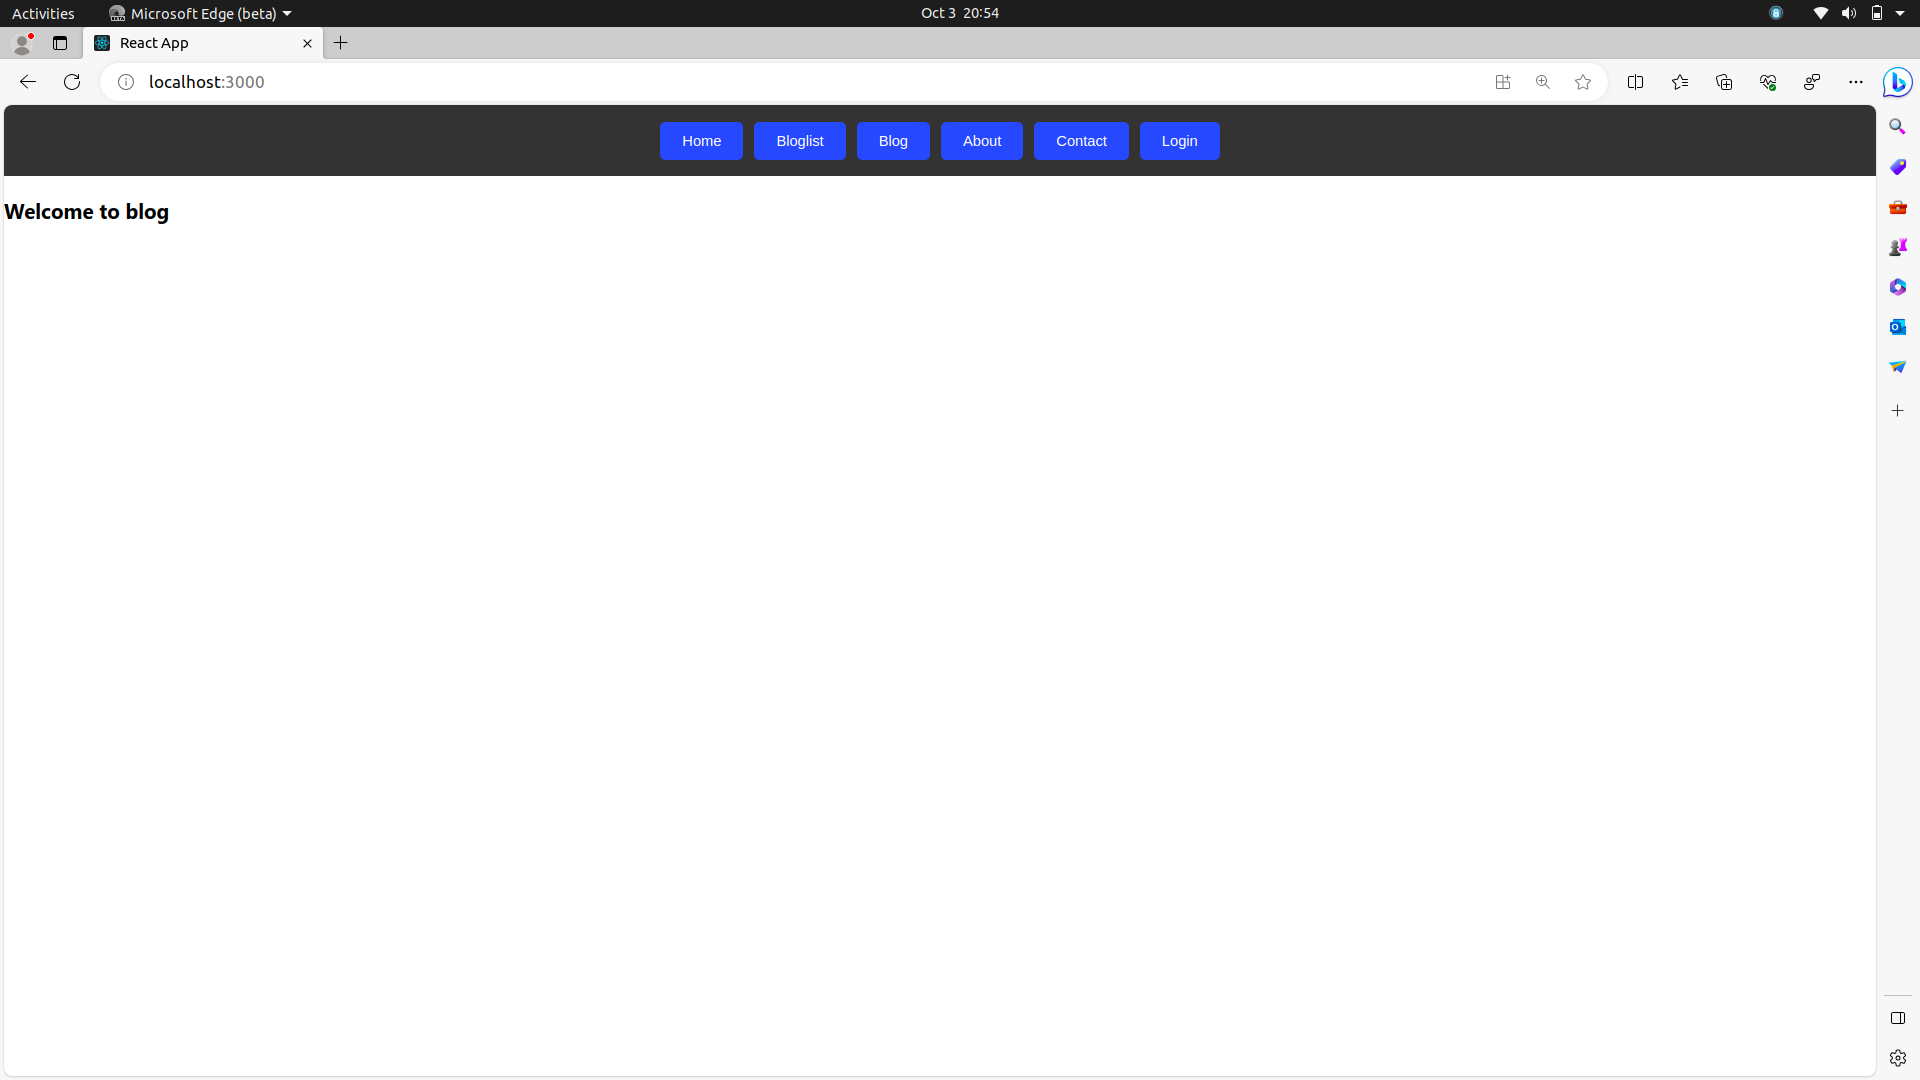 Activities Microsoft Edge (beta) Oct 3 20:54
React App
localhost:3000
Home Bloglist Blog About Contact Login
Welcome to blog